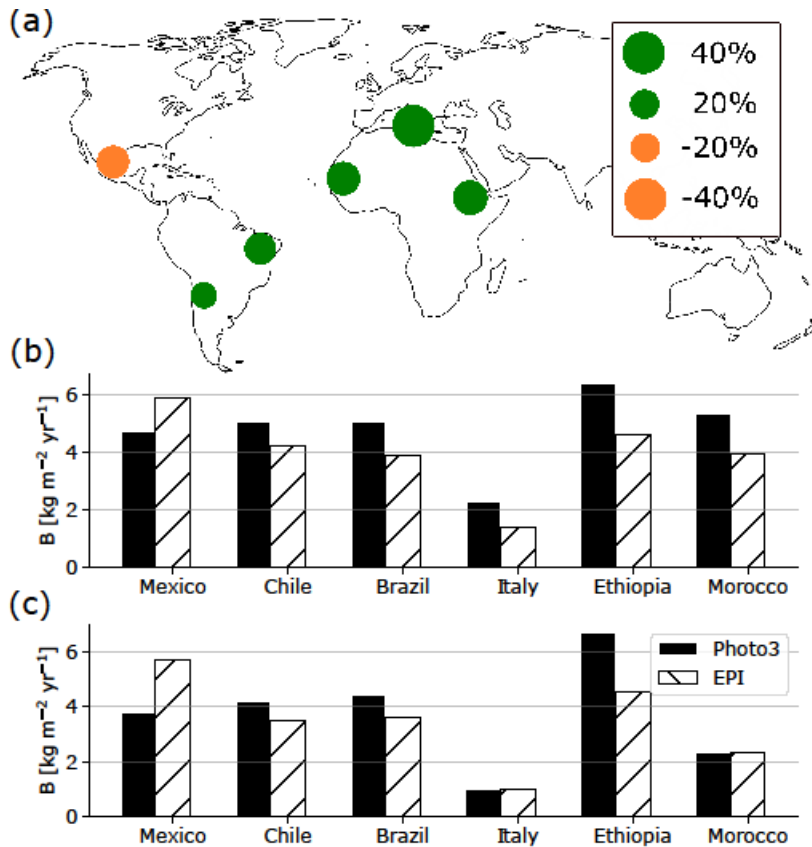 (a)
40%
20%
-20%
-40%
(b)
B [kg m⁻² yr⁻¹]
6
4
2
0
Mexico Chile Brazil Italy Ethiopia Morocco
(c)
B [kg m⁻² yr⁻¹]
6
4
2
0
Photo3
EPI
Mexico Chile Brazil Italy Ethiopia Morocco